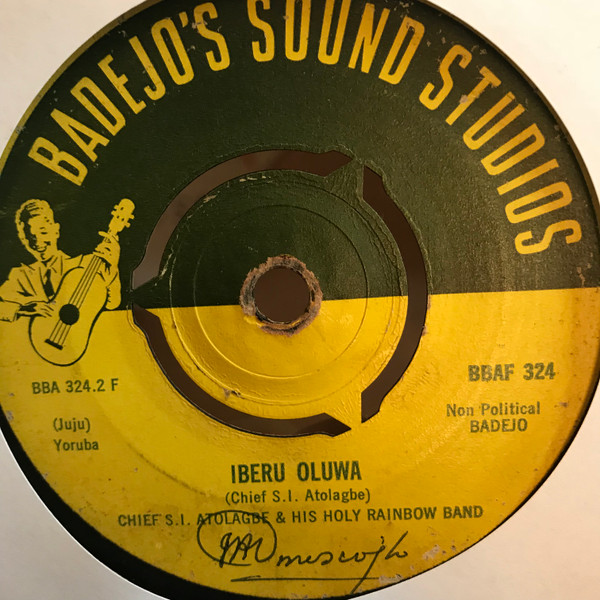 BADEJO'S SOUND STUDIOS
BBA 324.2 F
BBAF 324
(Juju)
Yoruba
Non Political
BADEJO
IBERU OLUWA
(Chief S.I. Atolagbe)
CHIEF S.I. ATOLAGBE & HIS HOLY RAINBOW BAND